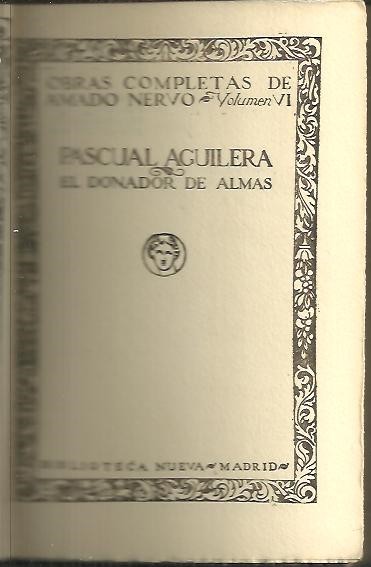 OBRAS COMPLETAS DE
AMADO NERVO Volumen VI
PASCUAL AGUILERA
EL DONADOR DE ALMAS
BIBLIOTECA NUEVA MADRID